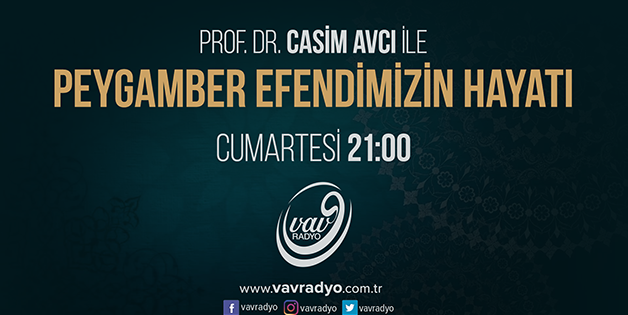 PROF. DR. CASİM AVCI İLE
PEYGAMBER EFENDİMİZİN HAYATI
CUMARTESİ 21:00
vav
RADYO
www.vavradyo.com.tr
vavradyo vavradyo vavradyo